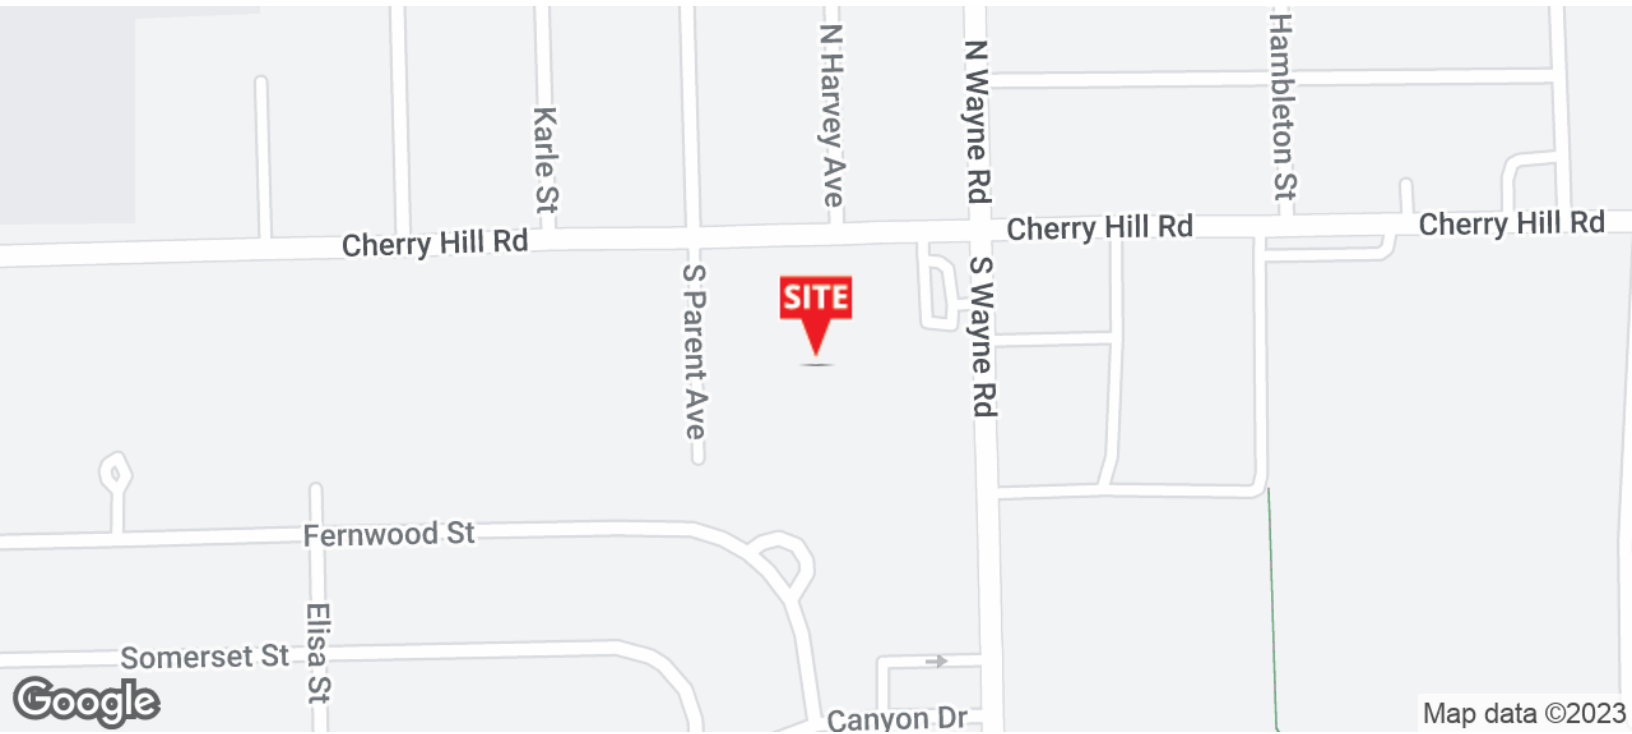 N Harvey Ave
N Wayne Rd
Hambleton St
Karle St
Cherry Hill Rd
Cherry Hill Rd
Cherry Hill Rd
S Parent Ave
SITE
S Wayne Rd
Fernwood St
Elisa St
Somerset St
Google
Canyon Dr
Map data ©2023